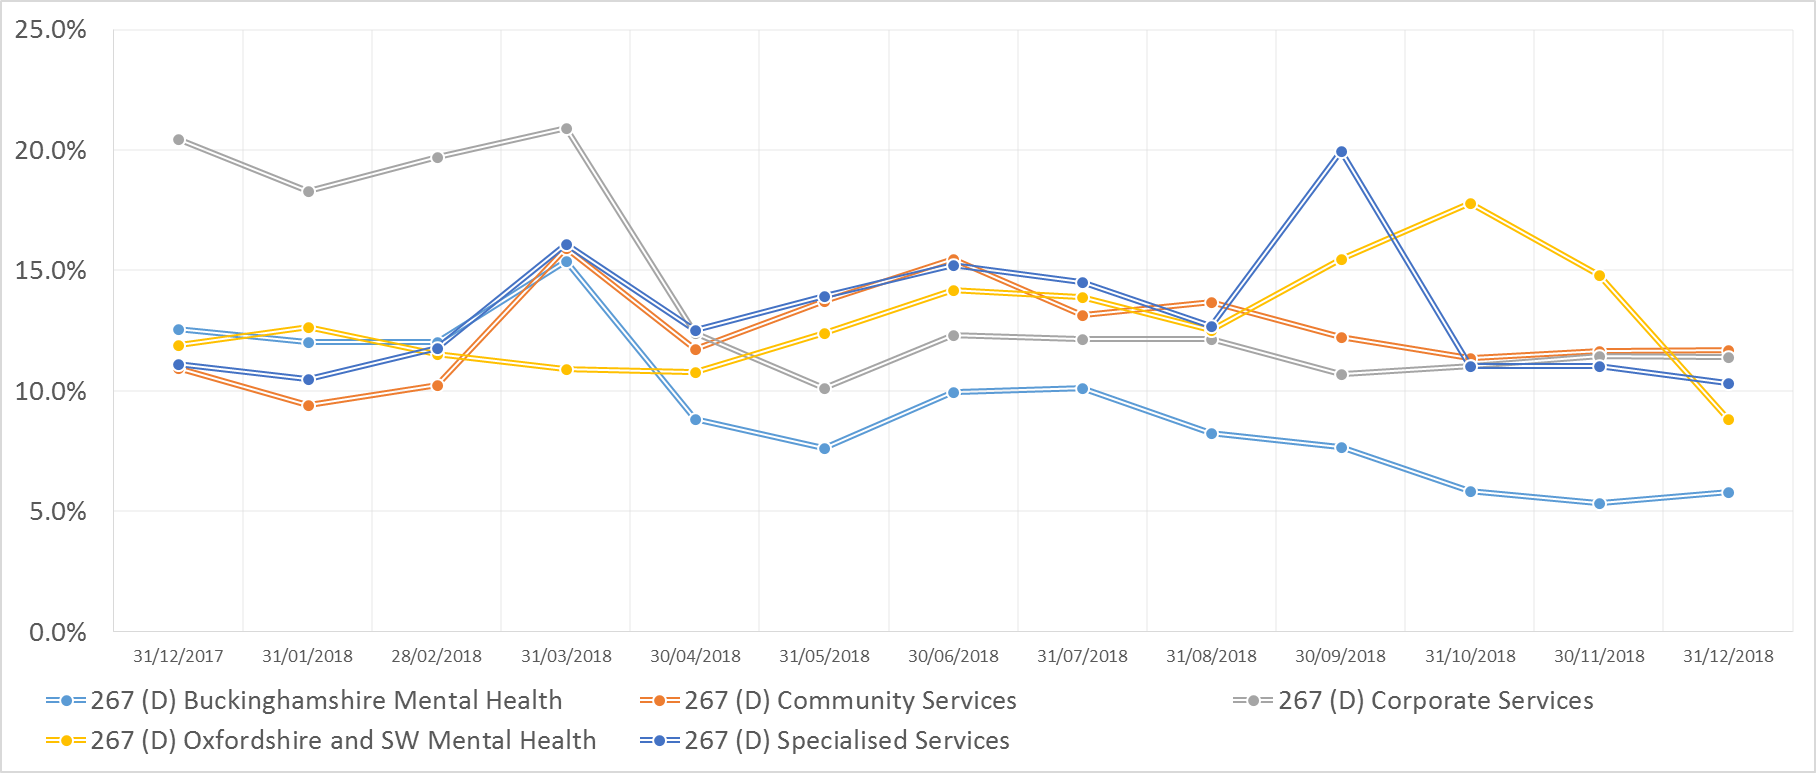 25.0%
20.0%
15.0%
10.0%
5.0%
0.0%
31/12/2017 31/01/2018 28/02/2018 31/03/2018 30/04/2018 31/05/2018 30/06/2018 31/07/2018 31/08/2018 30/09/2018 31/10/2018 30/11/2018 31/12/2018
267 (D) Buckinghamshire Mental Health 267 (D) Community Services 267 (D) Corporate Services
267 (D) Oxfordshire and SW Mental Health 267 (D) Specialised Services